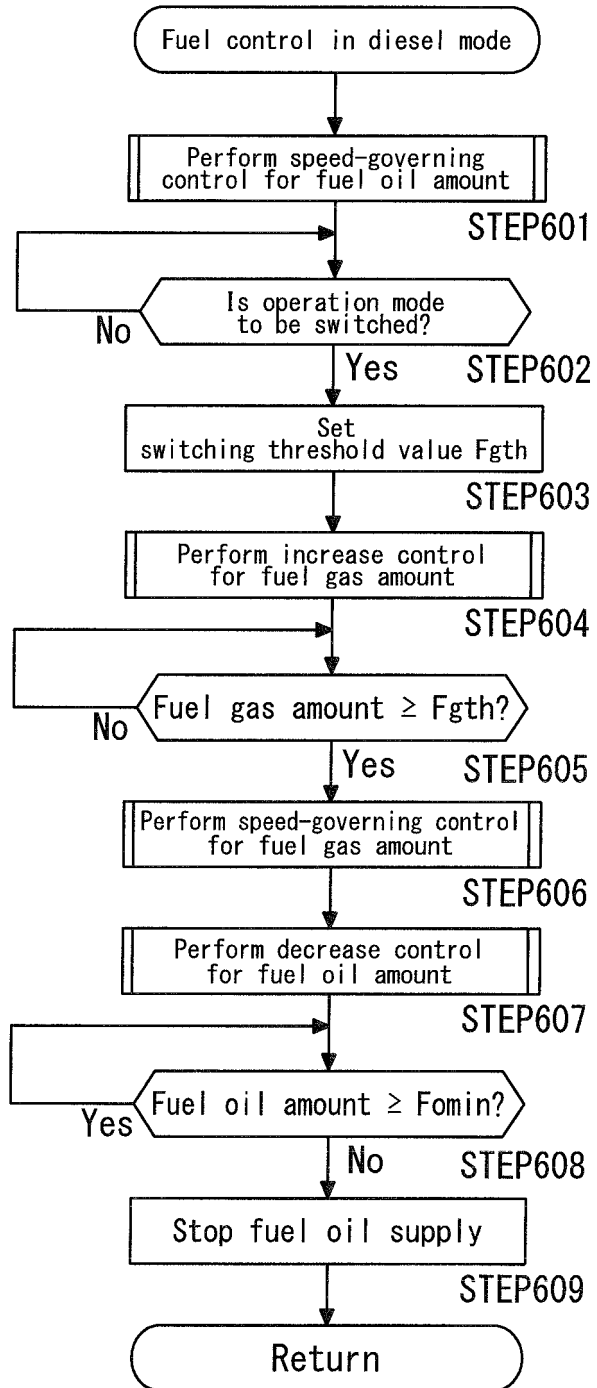 Fuel control in diesel mode
Perform speed-governing
control for fuel oil amount
STEP601
Is operation mode
to be switched?
No
Yes
STEP602
Set
switching threshold value Fgth
STEP603
Perform increase control
for fuel gas amount
STEP604
Fuel gas amount ≥ Fgth?
No
Yes
STEP605
Perform speed-governing control
for fuel gas amount
STEP606
Perform decrease control
for fuel oil amount
STEP607
Fuel oil amount ≥ Fomin?
Yes
No
STEP608
Stop fuel oil supply
STEP609
Return